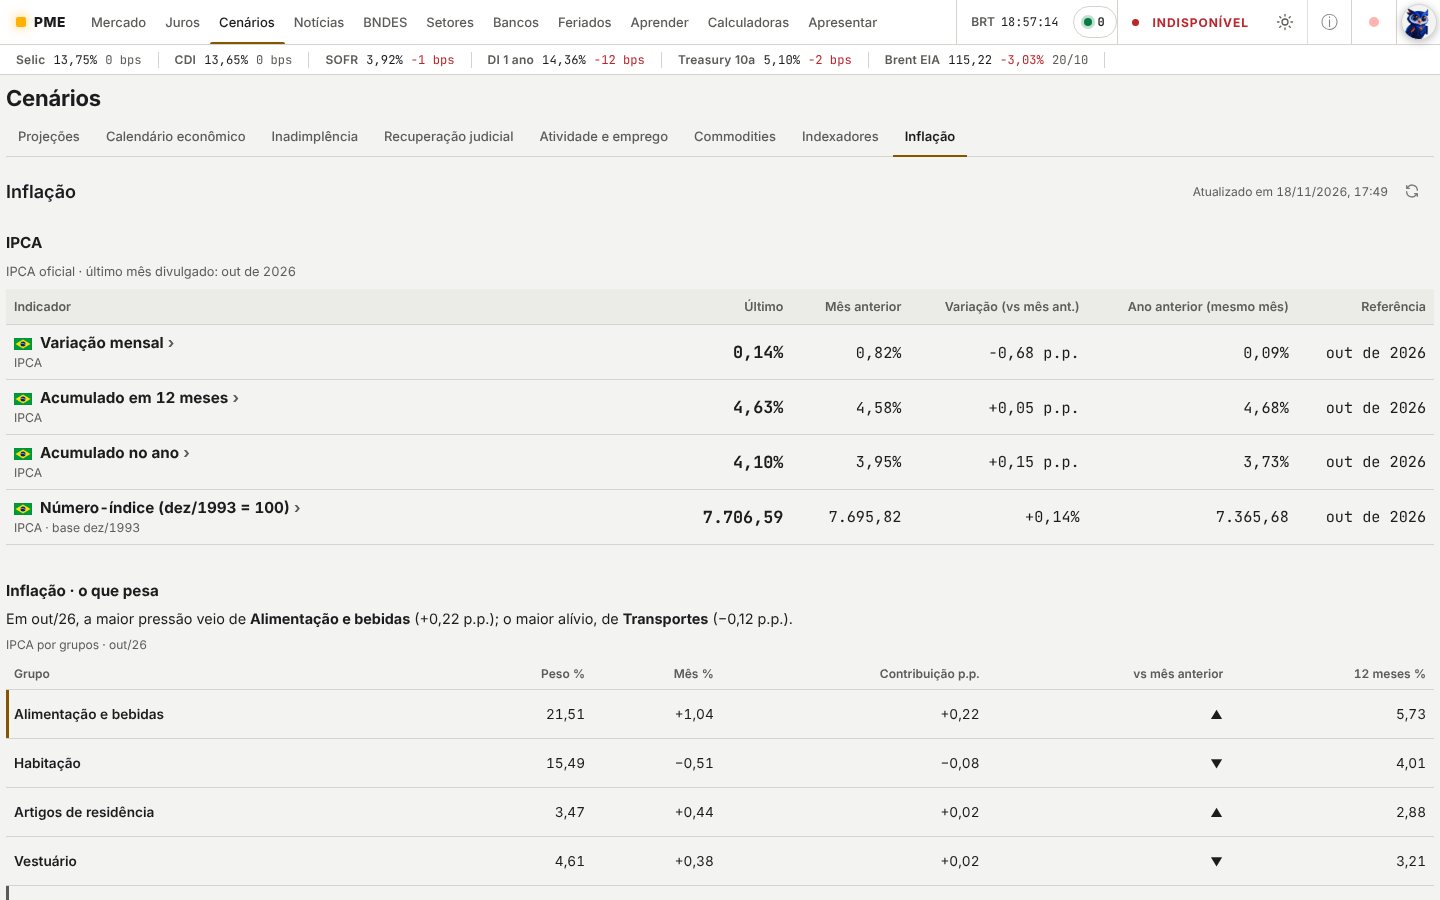 PME Mercado Juros Cenários Notícias BNDES Setores Bancos Feriados Aprender Calculadoras Apresentar BRT 18:57:14 0 INDISPONÍVEL
Selic 13,75% 0 bps CDI 13,65% 0 bps SOFR 3,92% -1 bps DI 1 ano 14,36% -12 bps Treasury 10a 5,10% -2 bps Brent EIA 115,22 -3,03% 20/10
Cenários
Projeções Calendário econômico Inadimplência Recuperação judicial Atividade e emprego Commodities Indexadores Inflação
Inflação Atualizado em 18/11/2026, 17:49
IPCA
IPCA oficial · último mês divulgado: out de 2026
Indicador Último Mês anterior Variação (vs mês ant.) Ano anterior (mesmo mês) Referência
Variação mensal › 0,14% 0,82% -0,68 p.p. 0,09% out de 2026
IPCA
Acumulado em 12 meses › 4,63% 4,58% +0,05 p.p. 4,68% out de 2026
IPCA
Acumulado no ano › 4,10% 3,95% +0,15 p.p. 3,73% out de 2026
IPCA
Número-índice (dez/1993 = 100) › 7.706,59 7.695,82 +0,14% 7.365,68 out de 2026
IPCA · base dez/1993
Inflação · o que pesa
Em out/26, a maior pressão veio de Alimentação e bebidas (+0,22 p.p.); o maior alívio, de Transportes (−0,12 p.p.).
IPCA por grupos · out/26
Grupo Peso % Mês % Contribuição p.p. vs mês anterior 12 meses %
Alimentação e bebidas 21,51 +1,04 +0,22 ▲ 5,73
Habitação 15,49 −0,51 −0,08 ▼ 4,01
Artigos de residência 3,47 +0,44 +0,02 ▲ 2,88
Vestuário 4,61 +0,38 +0,02 ▼ 3,21